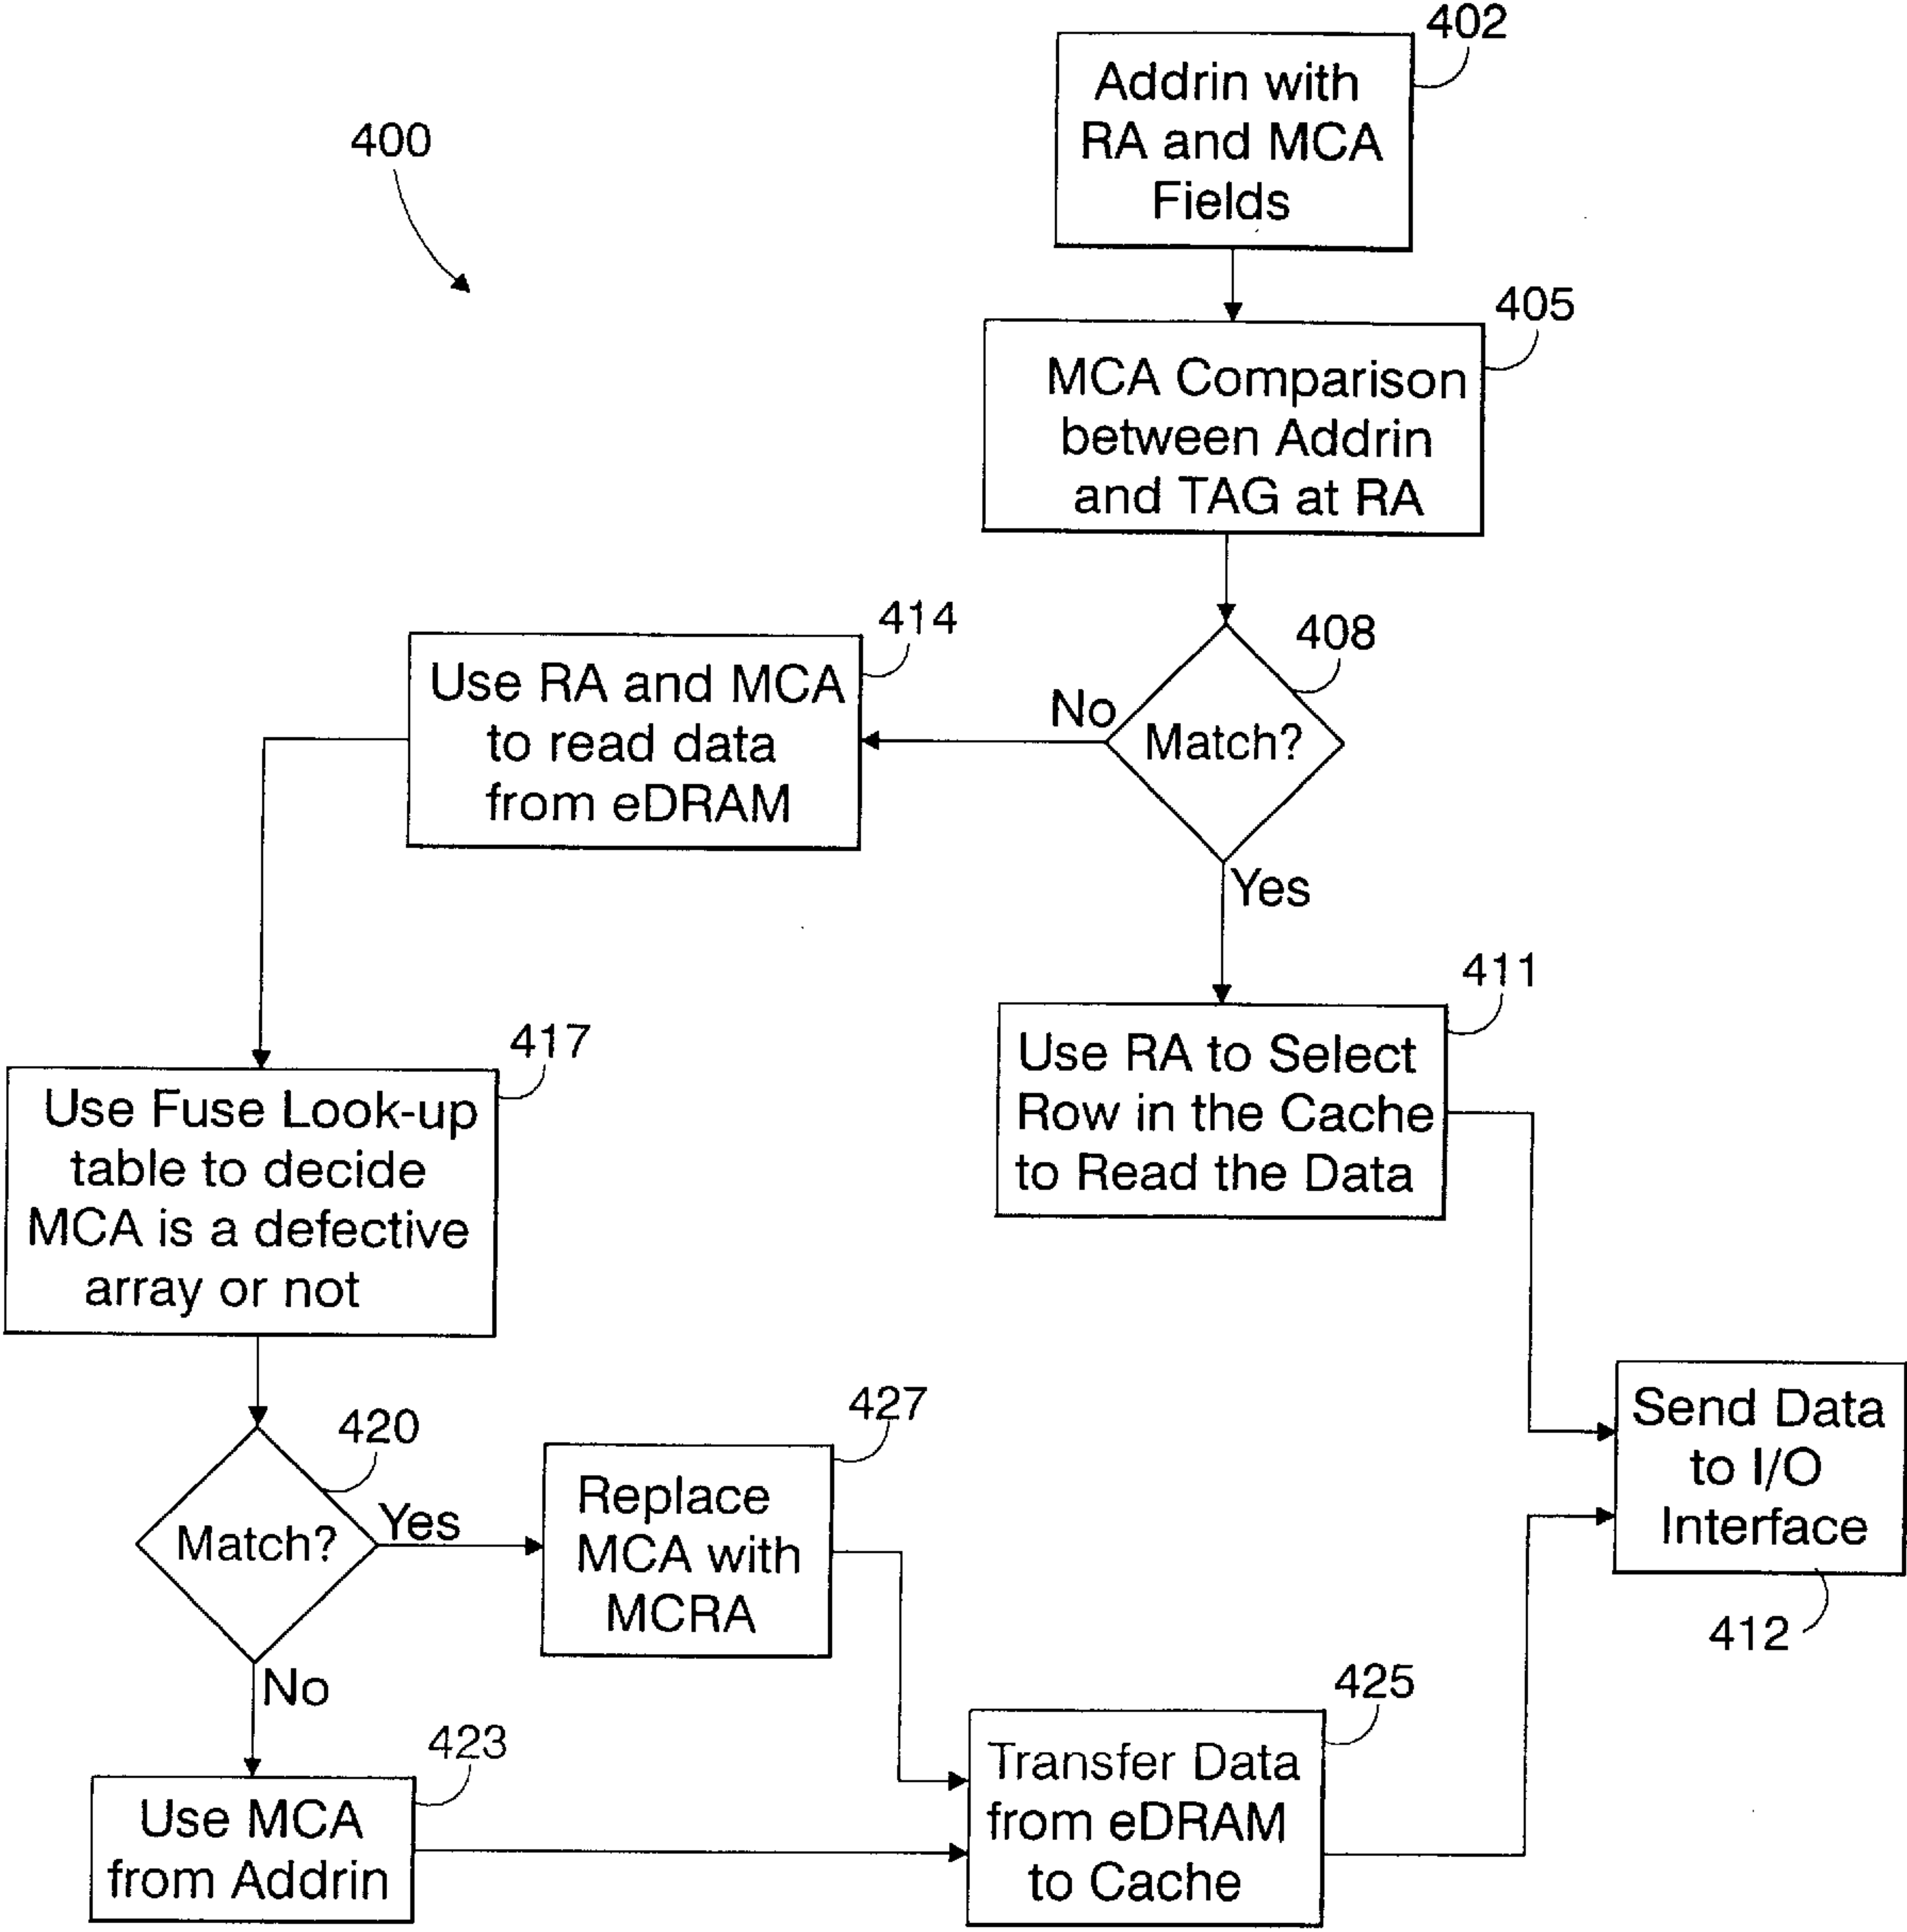 402
Addrin with
RA and MCA
Fields
400
405
MCA Comparison
between Addrin
and TAG at RA
414
Use RA and MCA
to read data
from eDRAM
408
No
Match?
Yes
411
Use RA to Select
Row in the Cache
to Read the Data
417
Use Fuse Look-up
table to decide
MCA is a defective
array or not
420
Match?
Yes
No
427
Replace
MCA with
MCRA
Send Data
to I/O
Interface
412
423
Use MCA
from Addrin
425
Transfer Data
from eDRAM
to Cache